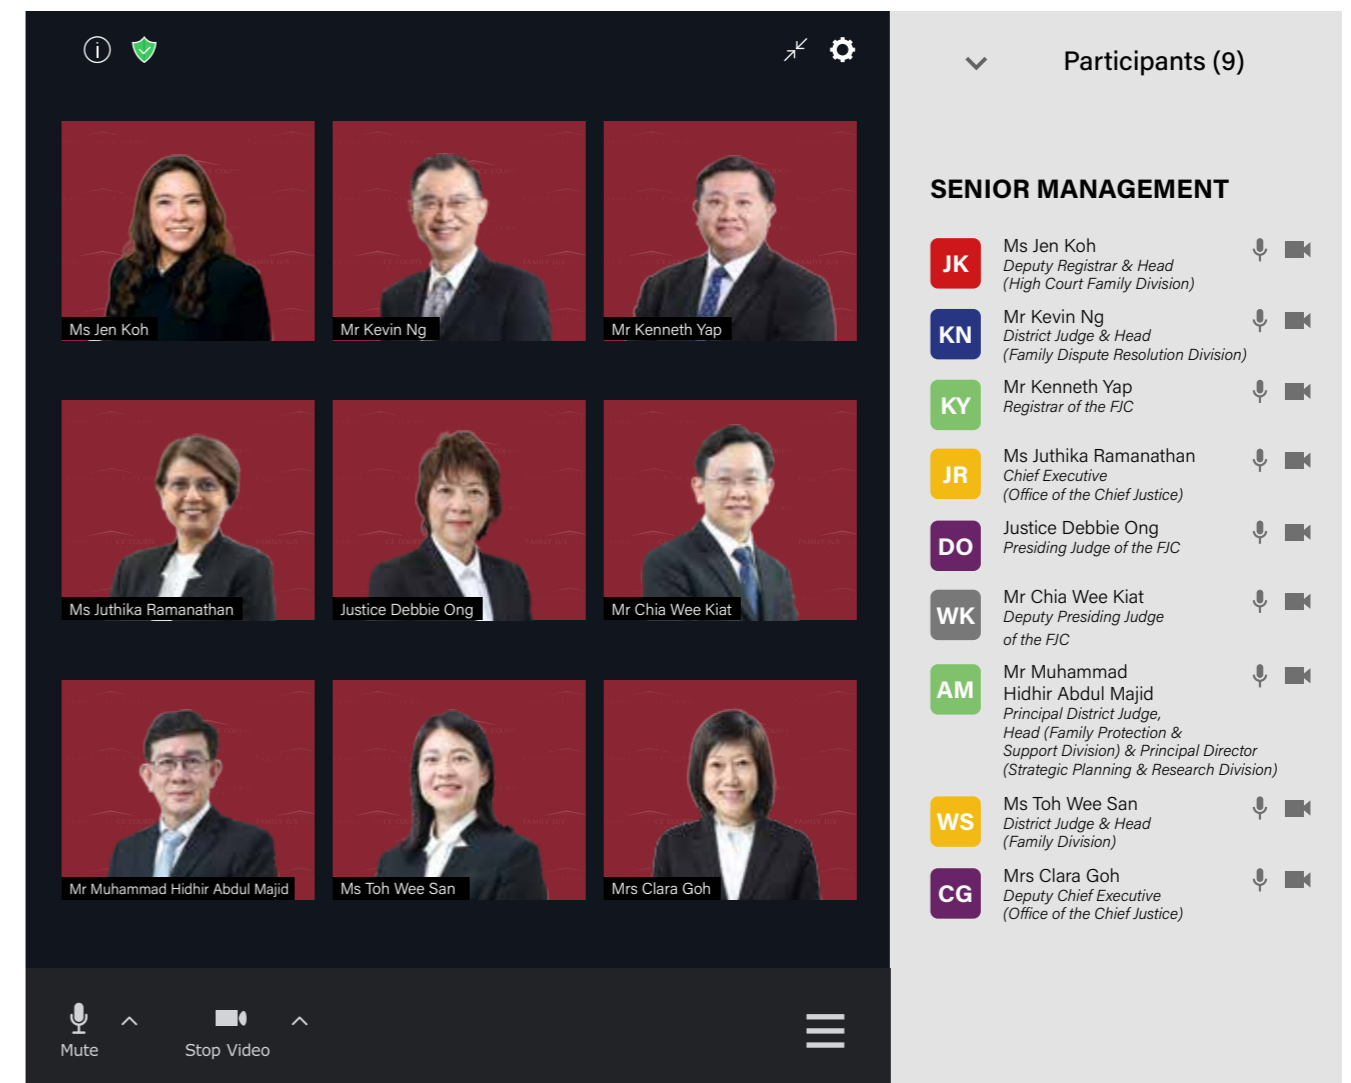 Participants (9)
Ms Jen Koh
Mr Kevin Ng
Mr Kenneth Yap
Ms Juthika Ramanathan
Justice Debbie Ong
Mr Chia Wee Kiat
Mr Muhammad Hidhir Abdul Majid
Ms Toh Wee San
Mrs Clara Goh
Mute
Stop Video
SENIOR MANAGEMENT
JK
Ms Jen Koh
Deputy Registrar & Head
(High Court Family Division)
KN
Mr Kevin Ng
District Judge & Head
(Family Dispute Resolution Division)
KY
Mr Kenneth Yap
Registrar of the FJC
JR
Ms Juthika Ramanathan
Chief Executive
(Office of the Chief Justice)
DO
Justice Debbie Ong
Presiding Judge of the FJC
WK
Mr Chia Wee Kiat
Deputy Presiding Judge
of the FJC
AM
Mr Muhammad
Hidhir Abdul Majid
Principal District Judge,
Head (Family Protection &
Support Division) & Principal Director
(Strategic Planning & Research Division)
WS
Ms Toh Wee San
District Judge & Head
(Family Division)
CG
Mrs Clara Goh
Deputy Chief Executive
(Office of the Chief Justice)